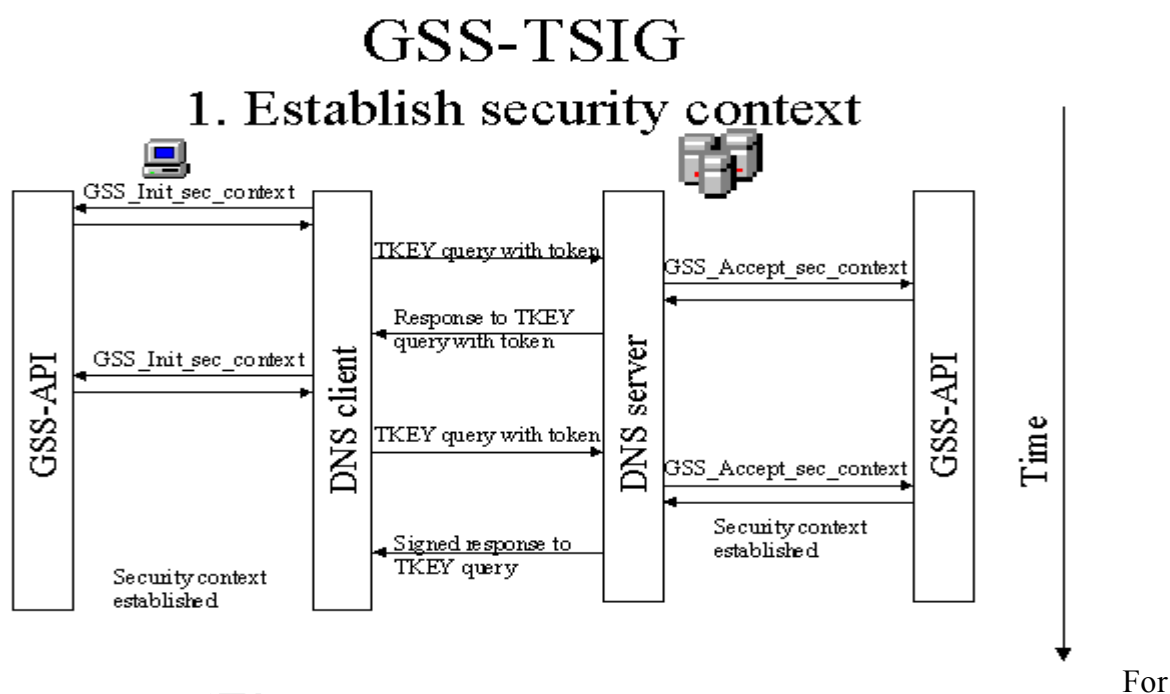 GSS-TSIG
1. Establish security context
GSS_Init_sec_context
TKEY query with token
GSS_Accept_sec_context
Response to TKEY
query with token
GSS_Init_sec_context
TKEY query with token
GSS_Accept_sec_context
Security context
established
Signed response to
TKEY query
Security context
established
GSS-API
DNS client
DNS server
GSS-API
Time
For